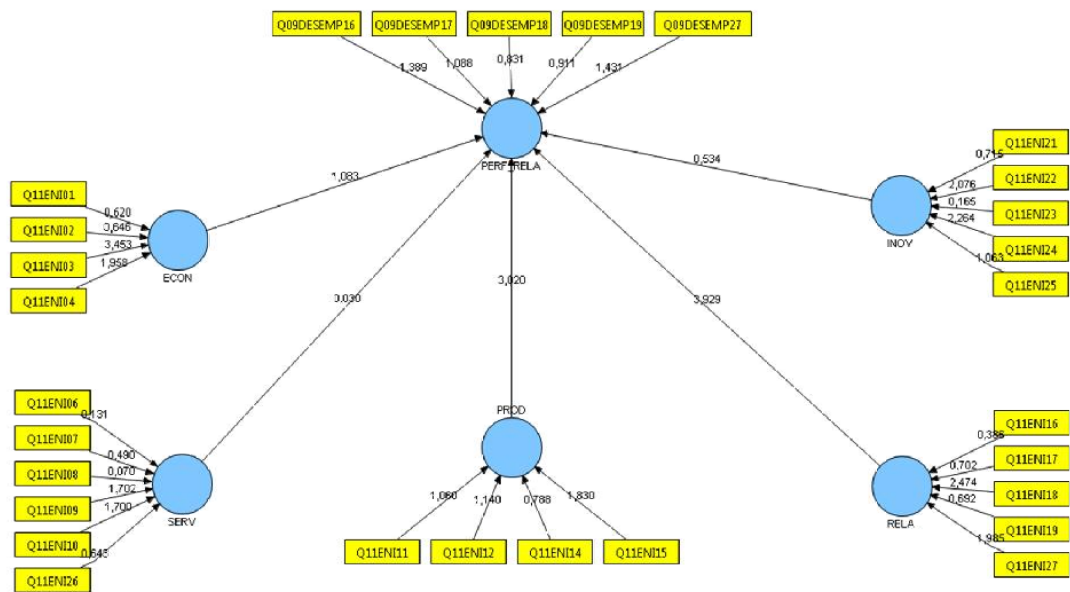 Q09DESEMP16 Q09DESEMP17 Q09DESEMP18 Q09DESEMP19 Q09DESEMP27
1,389 1,088 0,831 0,911 1,431
PERF_RELA
Q11ENI01
Q11ENI02
Q11ENI03
Q11ENI04
0,620
3,646
3,453
1,958
ECON
1,083
0,534
Q11ENI21
Q11ENI22
Q11ENI23
Q11ENI24
Q11ENI25
0,715
2,076
0,165
2,264
1,063
INOV
0,030
3,020
3,929
Q11ENI06
Q11ENI07
Q11ENI08
Q11ENI09
Q11ENI10
Q11ENI26
0,131
0,490
0,070
1,702
1,700
0,643
SERV
PROD
1,060 1,140 0,788 1,830
Q11ENI11 Q11ENI12 Q11ENI14 Q11ENI15
Q11ENI16
Q11ENI17
Q11ENI18
Q11ENI19
Q11ENI27
0,702
2,474
0,692
1,985
RELA